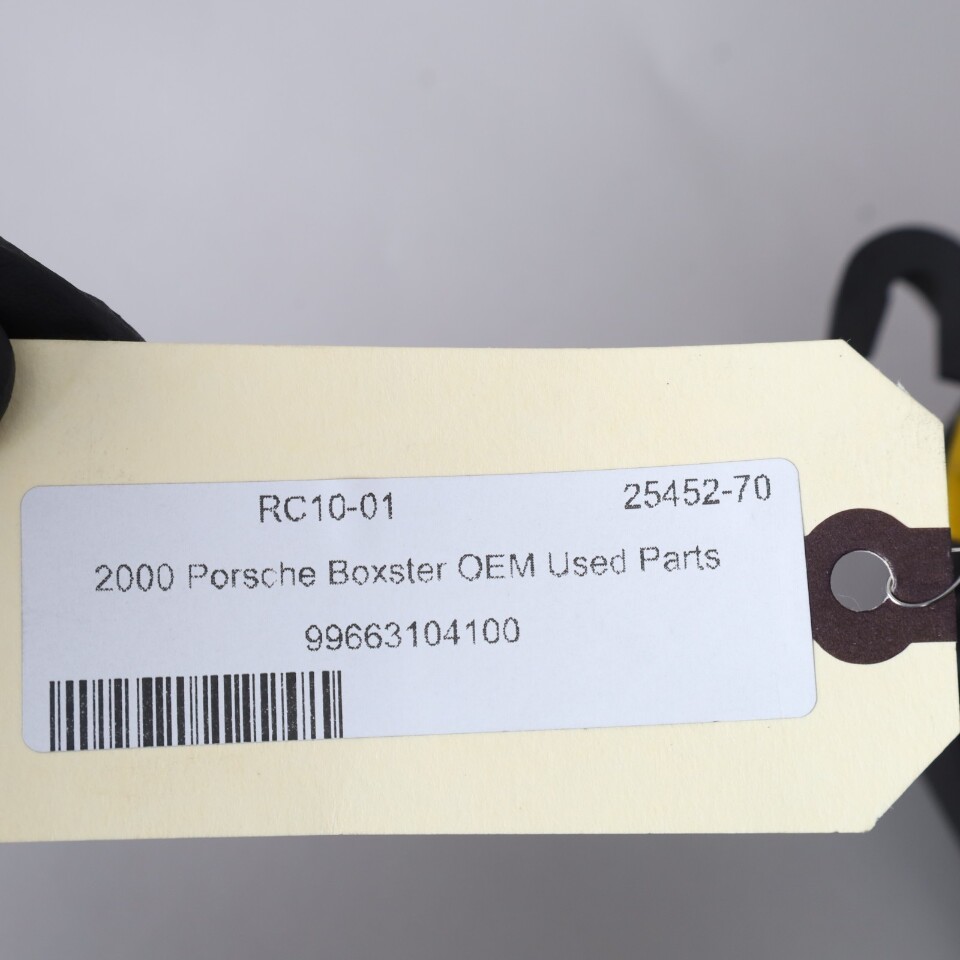 RC10-01 25452-70
2000 Porsche Boxster OEM Used Parts
99663104100